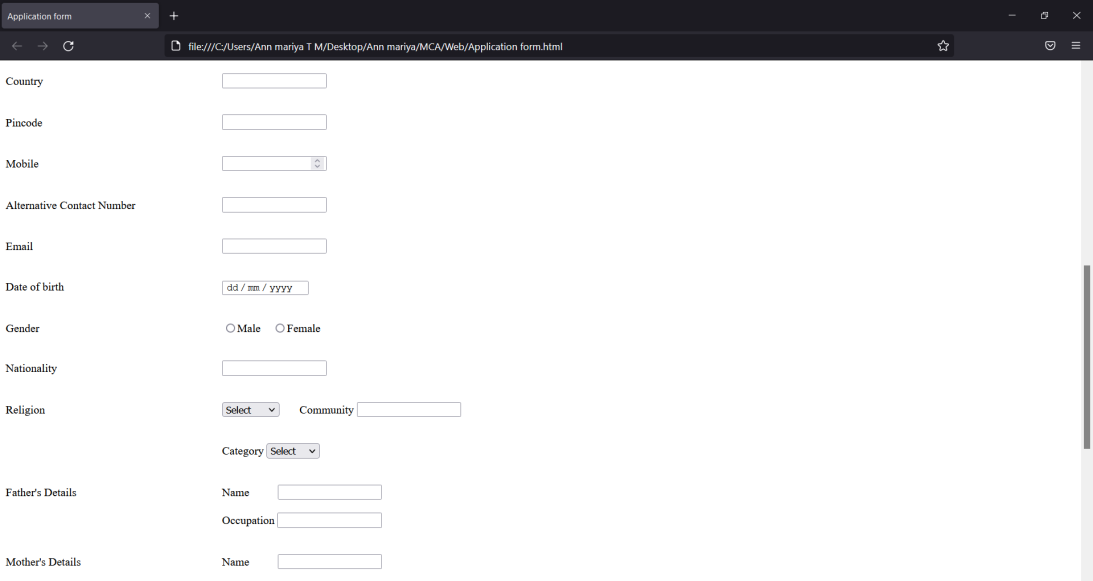 Application form
file:///C:/Users/Ann mariya T M/Desktop/Ann mariya/MCA/Web/Application form.html
Country
Pincode
Mobile
Alternative Contact Number
Email
Date of birth dd / mm / yyyy
Gender Male Female
Nationality
Religion Select Community
Category Select
Father's Details Name
Occupation
Mother's Details Name